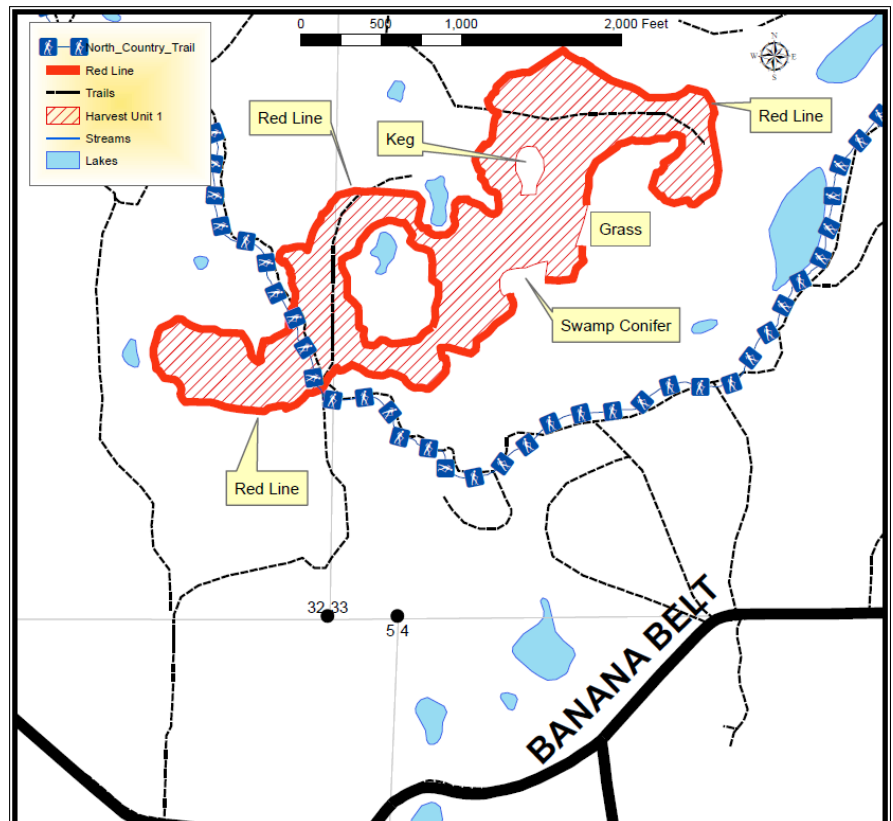 0 500 1,000 2,000 Feet
North_Country_Trail
Red Line
Trails
Harvest Unit 1
Streams
Lakes
N
W E
S
Red Line
Red Line
Keg
Grass
Swamp Conifer
Red Line
32 33
5 4
BANANA BELT